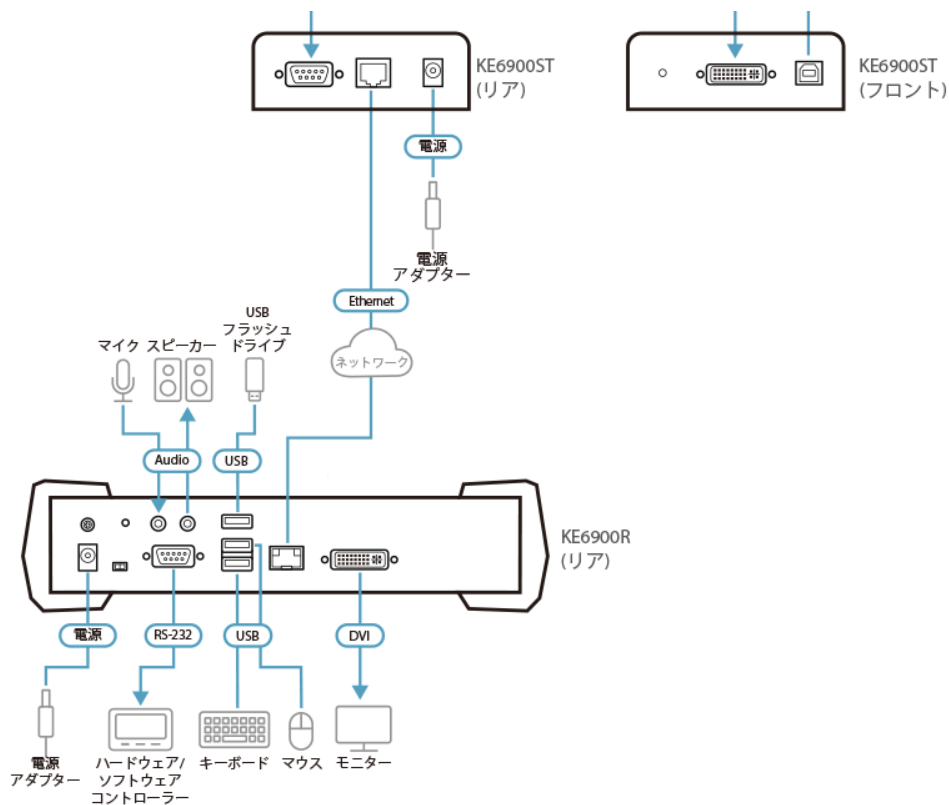 KE6900ST
(リア)
KE6900ST
(フロント)
電源
電源
アダプター
Ethernet
ネットワーク
マイク
スピーカー
USB
フラッシュ
ドライブ
Audio
USB
KE6900R
(リア)
電源
RS-232
USB
DVI
電源
アダプター
ハードウェア/
ソフトウェア
コントローラー
キーボード
マウス
モニター